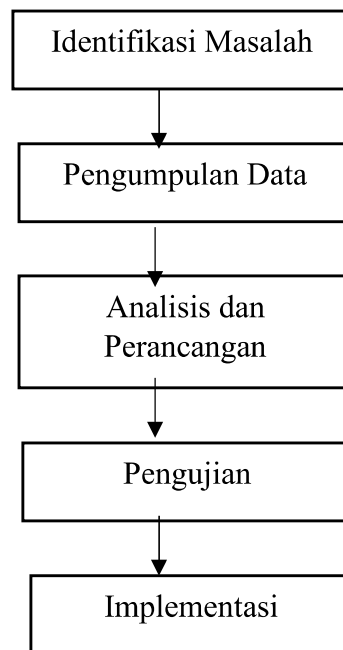 Identifikasi Masalah
Pengumpulan Data
Analisis dan
Perancangan
Pengujian
Implementasi